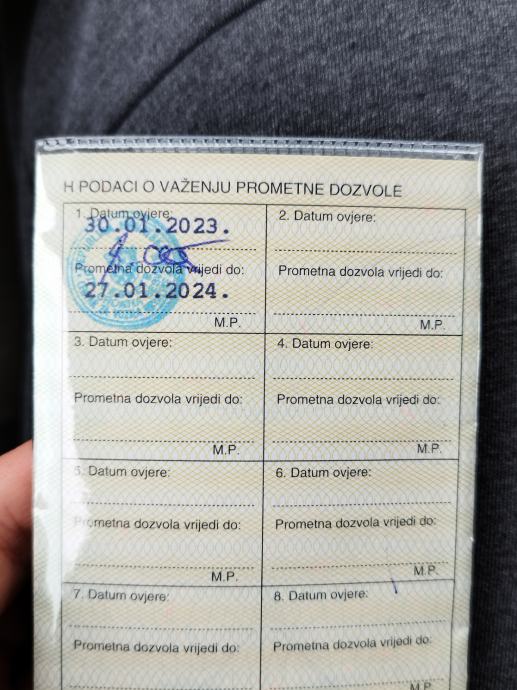 H PODACI O VAŽENJU PROMETNE DOZVOLE
1. Datum ovjere:
30.01.2023.
Prometna dozvola vrijedi do:
27.01.2024.
M.P.
2. Datum ovjere:
Prometna dozvola vrijedi do:
M.P.
3. Datum ovjere:
Prometna dozvola vrijedi do:
M.P.
4. Datum ovjere:
Prometna dozvola vrijedi do:
M.P.
5. Datum ovjere:
Prometna dozvola vrijedi do:
M.P.
6. Datum ovjere:
Prometna dozvola vrijedi do:
M.P.
7. Datum ovjere:
Prometna dozvola vrijedi do:
8. Datum ovjere:
Prometna dozvola vrijedi do:
M.P.